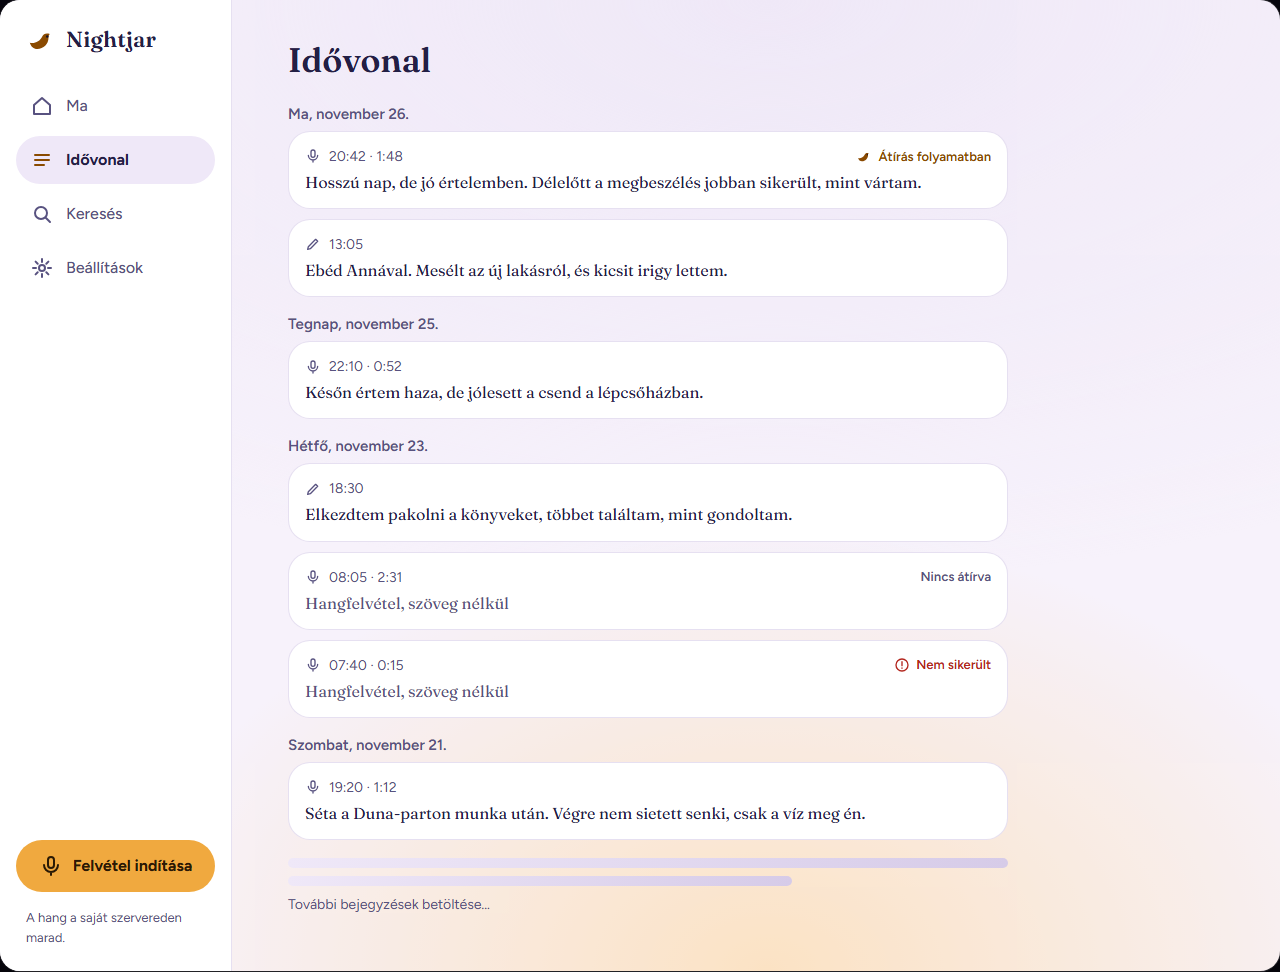 Nightjar
Ma
Idővonal
Keresés
Beállítások
Felvétel indítása
A hang a saját szervereden
marad.
Idővonal
Ma, november 26.
20:42 · 1:48
Átírás folyamatban
Hosszú nap, de jó értelemben. Délelőtt a megbeszélés jobban sikerült, mint vártam.
13:05
Ebéd Annával. Mesélt az új lakásról, és kicsit irigy lettem.
Tegnap, november 25.
22:10 · 0:52
Későn értem haza, de jólesett a csend a lépcsőházban.
Hétfő, november 23.
18:30
Elkezdtem pakolni a könyveket, többet találtam, mint gondoltam.
08:05 · 2:31
Nincs átírva
Hangfelvétel, szöveg nélkül
07:40 · 0:15
Nem sikerült
Hangfelvétel, szöveg nélkül
Szombat, november 21.
19:20 · 1:12
Séta a Duna-parton munka után. Végre nem sietett senki, csak a víz meg én.
További bejegyzések betöltése…